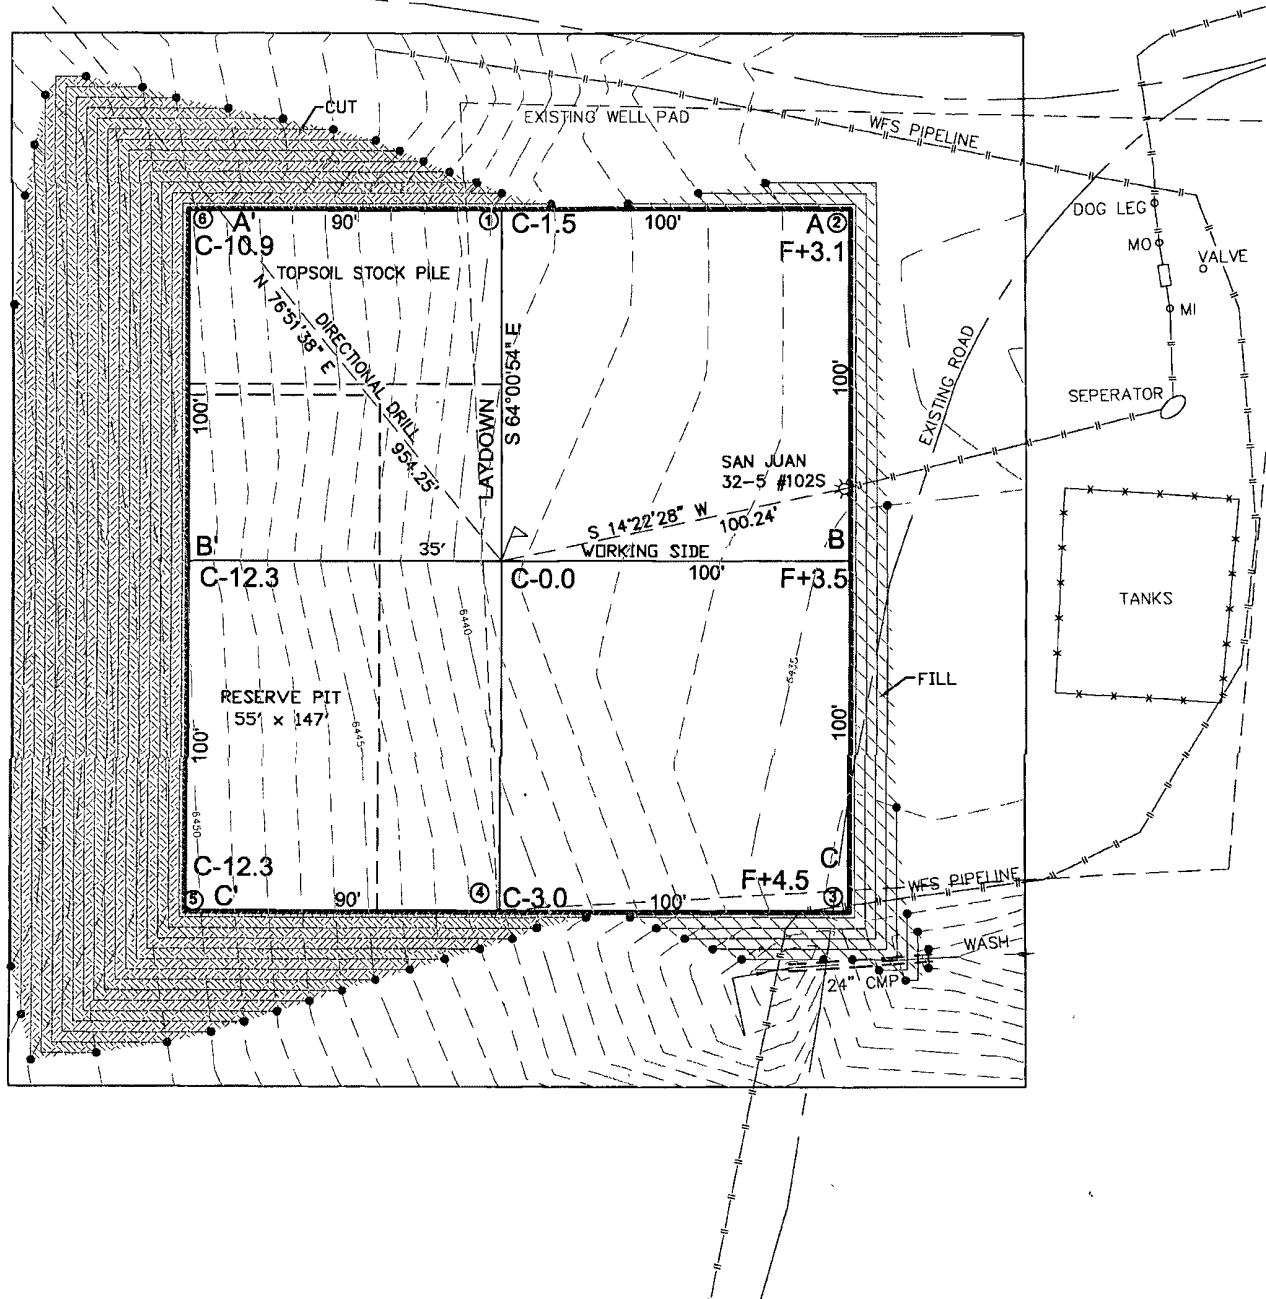 CUT
EXISTING WELL PAD
WFS PIPELINE
⑥
A'
90'
①
C-1.5
100'
A
②
C-10.9
F+3.1
DOG LEG
MO
VALVE
MI
TOPSOIL STOCK PILE
N 76°51'38" E
DIRECTIONAL DRILL
954.25'
S 64°00'54" E
LAYDOWN
100'
100'
EXISTING ROAD
SEPERATOR
SAN JUAN
32-5 #102S
S 14°22'28" W
100.24'
WORKING SIDE
B'
35'
B
C-12.3
C-0.0
100'
F+3.5
TANKS
6440
6435
RESERVE PIT
55' x 147'
6445
FILL
100'
100'
6450
C-12.3
C
F+4.5
WFS PIPELINE
⑤
C'
90'
④
C-3.0
100'
③
WASH
24" CMP